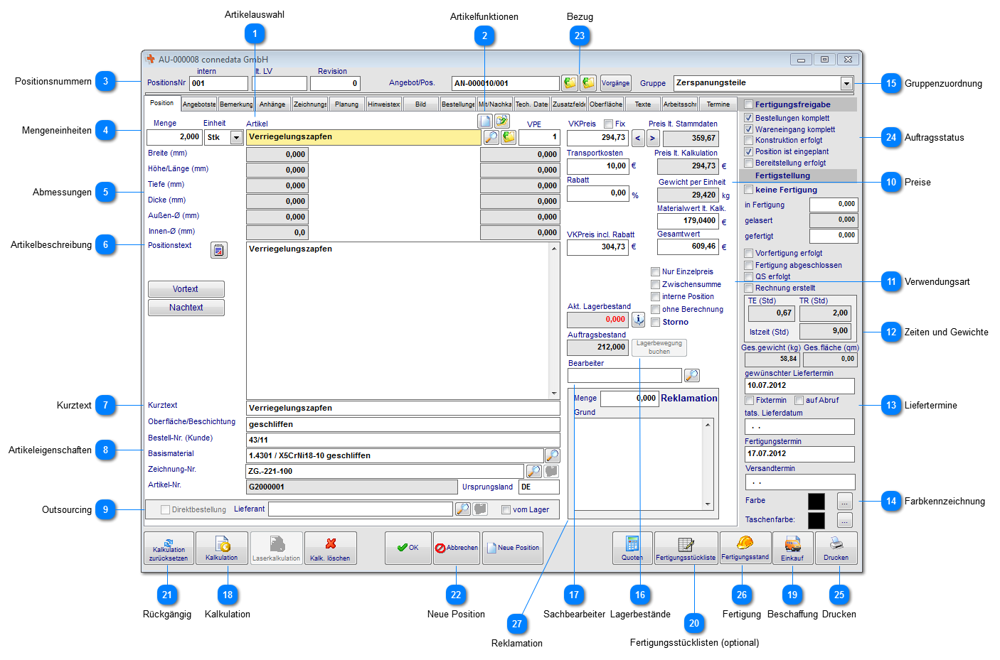 Artikelauswahl
Artikelfunktionen
Bezug
1
2
23
AU-000008 connedata GmbH
intern
lt. LV
Revision
Positionsnummern
3
PositionsNr
001
0
Angebot/Pos.
AN-000010/001
Vorgänge
Gruppe
Zerspanungsteile
15
Gruppenzuordnung
Position
Angebotste
Bemerkung
Anhänge
Zeichnungs
Planung
Hinweistex
Bild
Bestellunge
Mit/Nachka
Tech. Date
Zusatzfelde
Oberfläche
Texte
Arbeitsschr
Termine
Fertigungsfreigabe
Mengeneinheiten
4
Menge
Einheit
Artikel
VPE
VKPreis
Fix
Preis lt. Stammdaten
Bestellungen komplett
2,000
Stk
Verriegelungszapfen
1
294,73
<
>
359,67
Wareneingang komplett
24
Auftragsstatus
Konstruktion erfolgt
Breite (mm)
0,000
0,000
Transportkosten
Preis lt. Kalkulation
Position ist eingeplant
Höhe/Länge (mm)
0,000
0,000
10,00
€
294,73
€
Bereitstellung erfolgt
Fertigstellung
Abmessungen
5
Tiefe (mm)
0,000
0,000
Rabatt
Gewicht per Einheit
10
Preise
0,00
%
29,420
kg
keine Fertigung
Dicke (mm)
0,000
0,000
Materialwert lt. Kalk.
in Fertigung
0,000
Außen-Ø (mm)
0,000
0,000
179,0400
€
gelasert
0,000
Innen-Ø (mm)
0,0
0,000
VKPreis incl. Rabatt
Gesamtwert
gefertigt
0,000
Artikelbeschreibung
6
Positionstext
Verriegelungszapfen
304,73
€
609,46
€
Vorfertigung erfolgt
Fertigung abgeschlossen
Nur Einzelpreis
QS erfolgt
Vortext
Zwischensumme
11
Verwendungsart
Rechnung erstellt
interne Position
Nachtext
Akt. Lagerbestand
ohne Berechnung
TE (Std)
TR (Std)
0,000
Storno
0,67
2,00
Auftragsbestand
Istzeit (Std)
9,00
12
Zeiten und Gewichte
212,000
Lagerbewegung
buchen
Ges.gewicht (kg)
Ges.fläche (qm)
58,84
0,00
Bearbeiter
gewünschter Liefertermin
10.07.2012
Menge
0,000
Reklamation
Fixtermin
auf Abruf
Kurztext
7
Kurztext
Verriegelungszapfen
Grund
13
Liefertermine
tats. Lieferdatum
Oberfläche/Beschichtung
geschliffen
. .
Bestell-Nr. (Kunde)
43/11
Fertigungstermin
Artikeleigenschaften
8
Basismaterial
1.4301 / X5CrNi18-10 geschliffen
17.07.2012
Zeichnung-Nr.
ZG.-221-100
Versandtermin
Artikel-Nr.
G2000001
Ursprungsland
DE
. .
Outsourcing
9
Direktbestellung
Lieferant
vom Lager
Farbe
...
14
Farbkennzeichnung
Taschenfarbe:
...
Kalkulation
zurücksetzen
Kalkulation
Laserkalkulation
Kalk. löschen
OK
Abbrechen
Neue Position
Quoten
Fertigungsstückliste
Fertigungsstand
Einkauf
Drucken
21
18
22
17
16
26
19
25
Rückgängig
Kalkulation
Neue Position
Sachbearbeiter
Lagerbestände
Fertigung
Beschaffung
Drucken
27
20
Reklamation
Fertigungsstücklisten (optional)